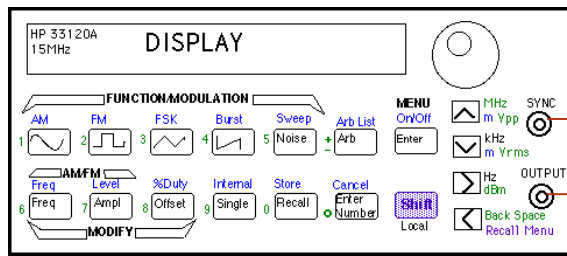 HP 33120A
15MHz
DISPLAY
FUNCTION/MODULATION
MENU
MHz
SYNC
AM FM FSK Burst Sweep Arb List On/Off
m Vpp
1 2 3 4 5 Noise + - Arb Enter
kHz
m Vrms
AM/FM
Freq Level %Duty Internal Store Cancel
Hz
dBm
OUTPUT
6 Freq 7 Ampl 8 Offset 9 Single 0 Recall Enter Number Shift
Back Space
MODIFY
Local
Recall Menu